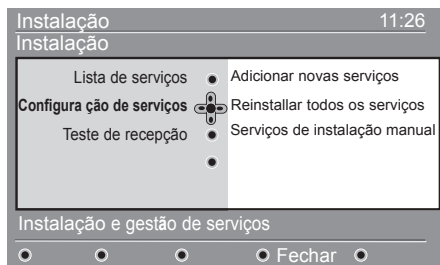 Instalação 11:26
Instalação
Lista de serviços Adicionar novas serviços
Configura ção de serviços Reinstallar todos os serviços
Teste de recepção Serviços de instalação manual
Instalação e gestão de serviços
Fechar